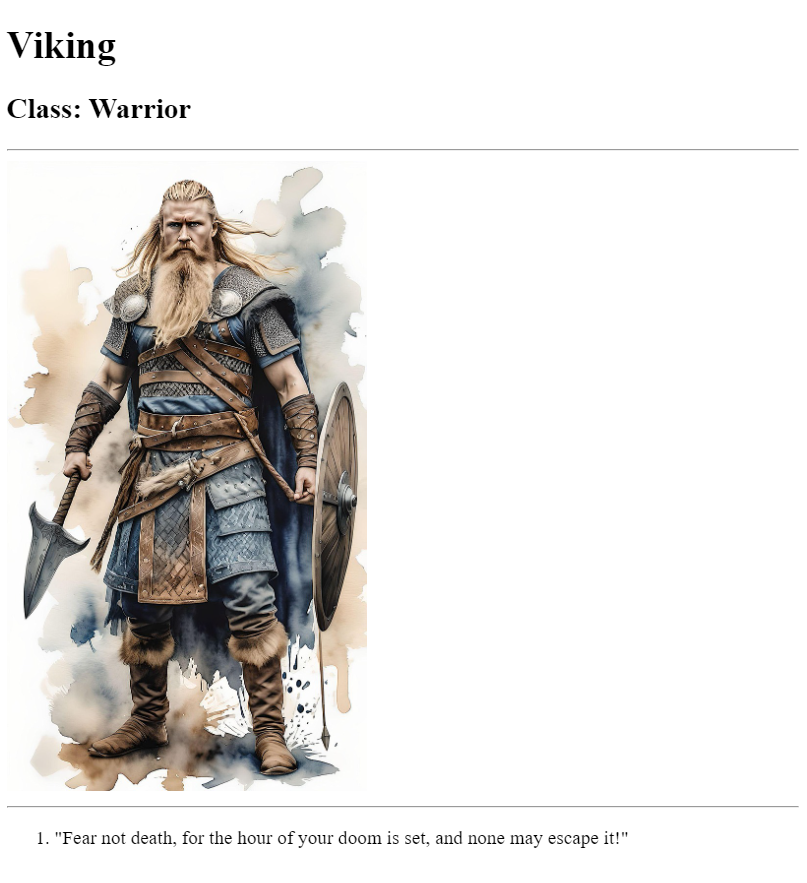 Viking
Class: Warrior
1. "Fear not death, for the hour of your doom is set, and none may escape it!"